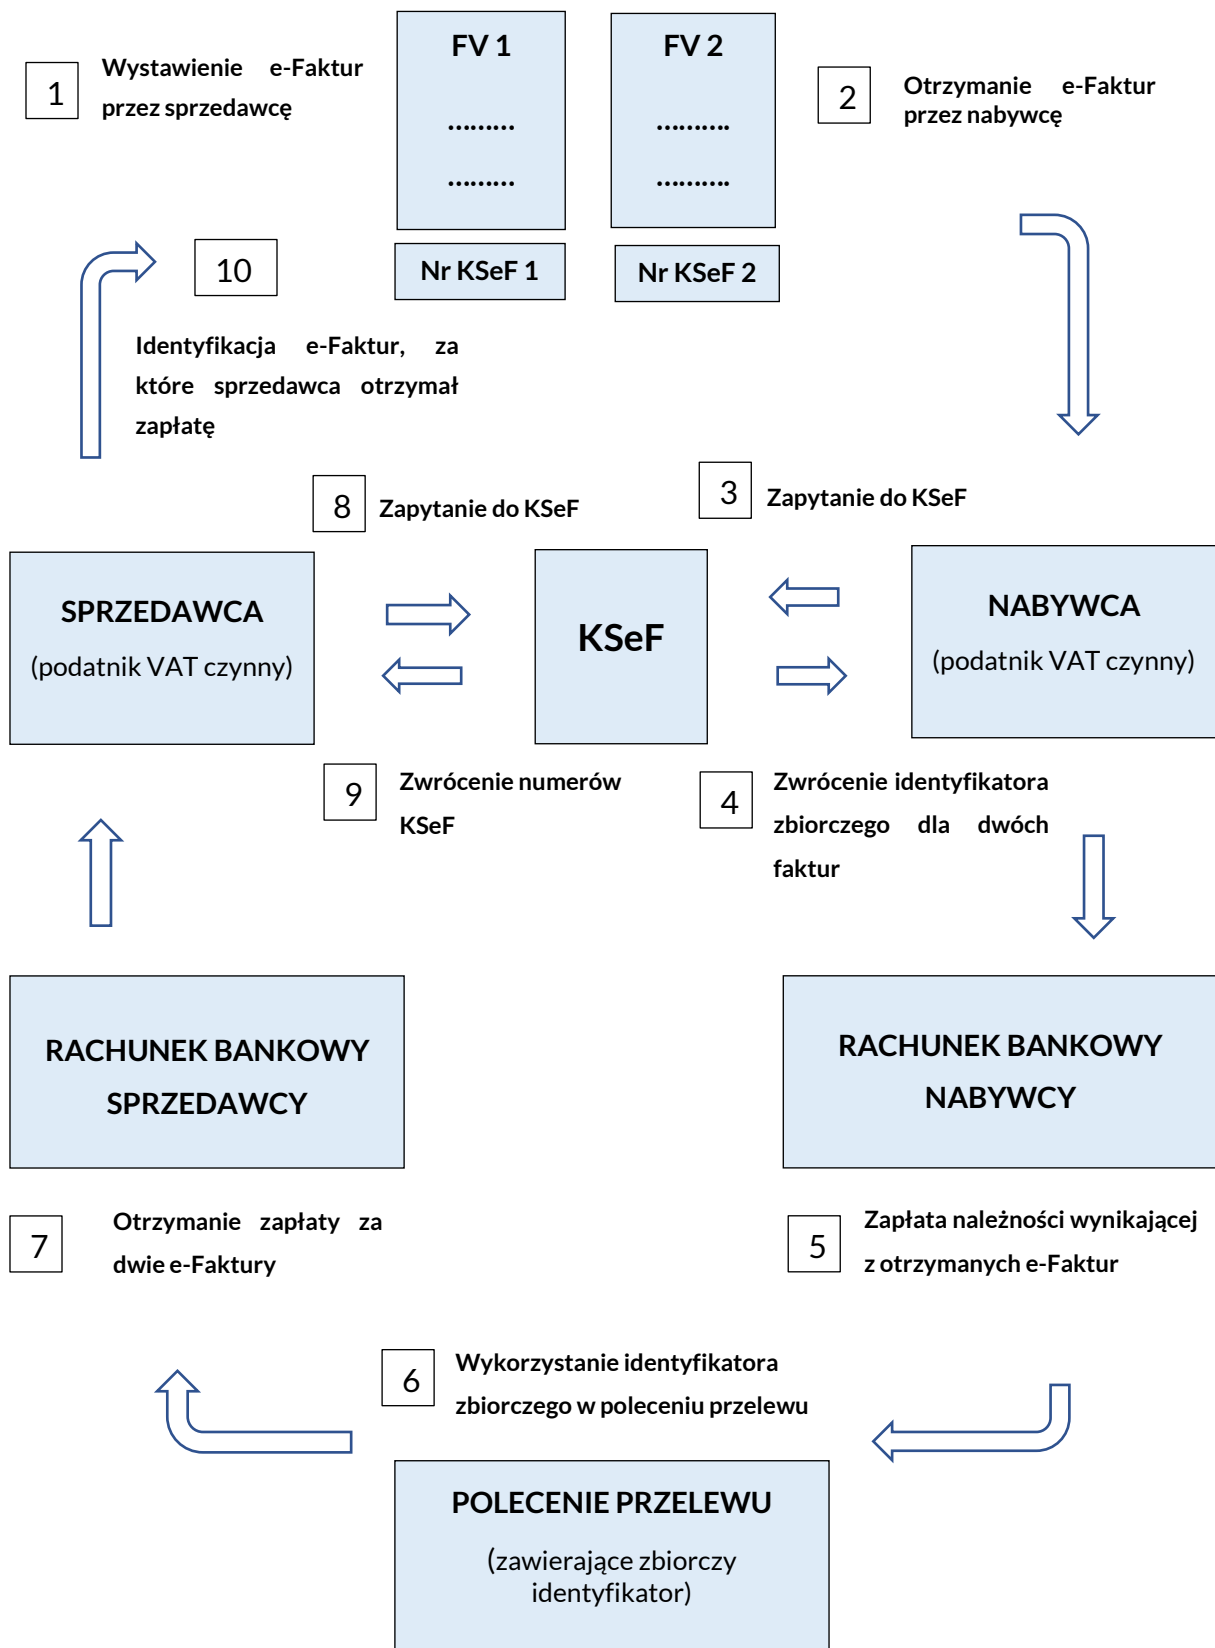 FV 1
.........
.........
FV 2
..........
..........
1
Wystawienie e-Faktur
przez sprzedawcę
2
Otrzymanie e-Faktur
przez nabywcę
Nr KSeF 1
Nr KSeF 2
10
Identyfikacja e-Faktur, za
które sprzedawca otrzymał
zapłatę
8
Zapytanie do KSeF
3
Zapytanie do KSeF
SPRZEDAWCA
(podatnik VAT czynny)
KSeF
NABYWCA
(podatnik VAT czynny)
9
Zwrócenie numerów
KSeF
4
Zwrócenie identyfikatora
zbiorczego dla dwóch
faktur
RACHUNEK BANKOWY
SPRZEDAWCY
RACHUNEK BANKOWY
NABYWCY
7
Otrzymanie zapłaty za
dwie e-Faktury
5
Zapłata należności wynikającej
z otrzymanych e-Faktur
6
Wykorzystanie identyfikatora
zbiorczego w poleceniu przelewu
POLECENIE PRZELEWU
(zawierające zbiorczy
identyfikator)